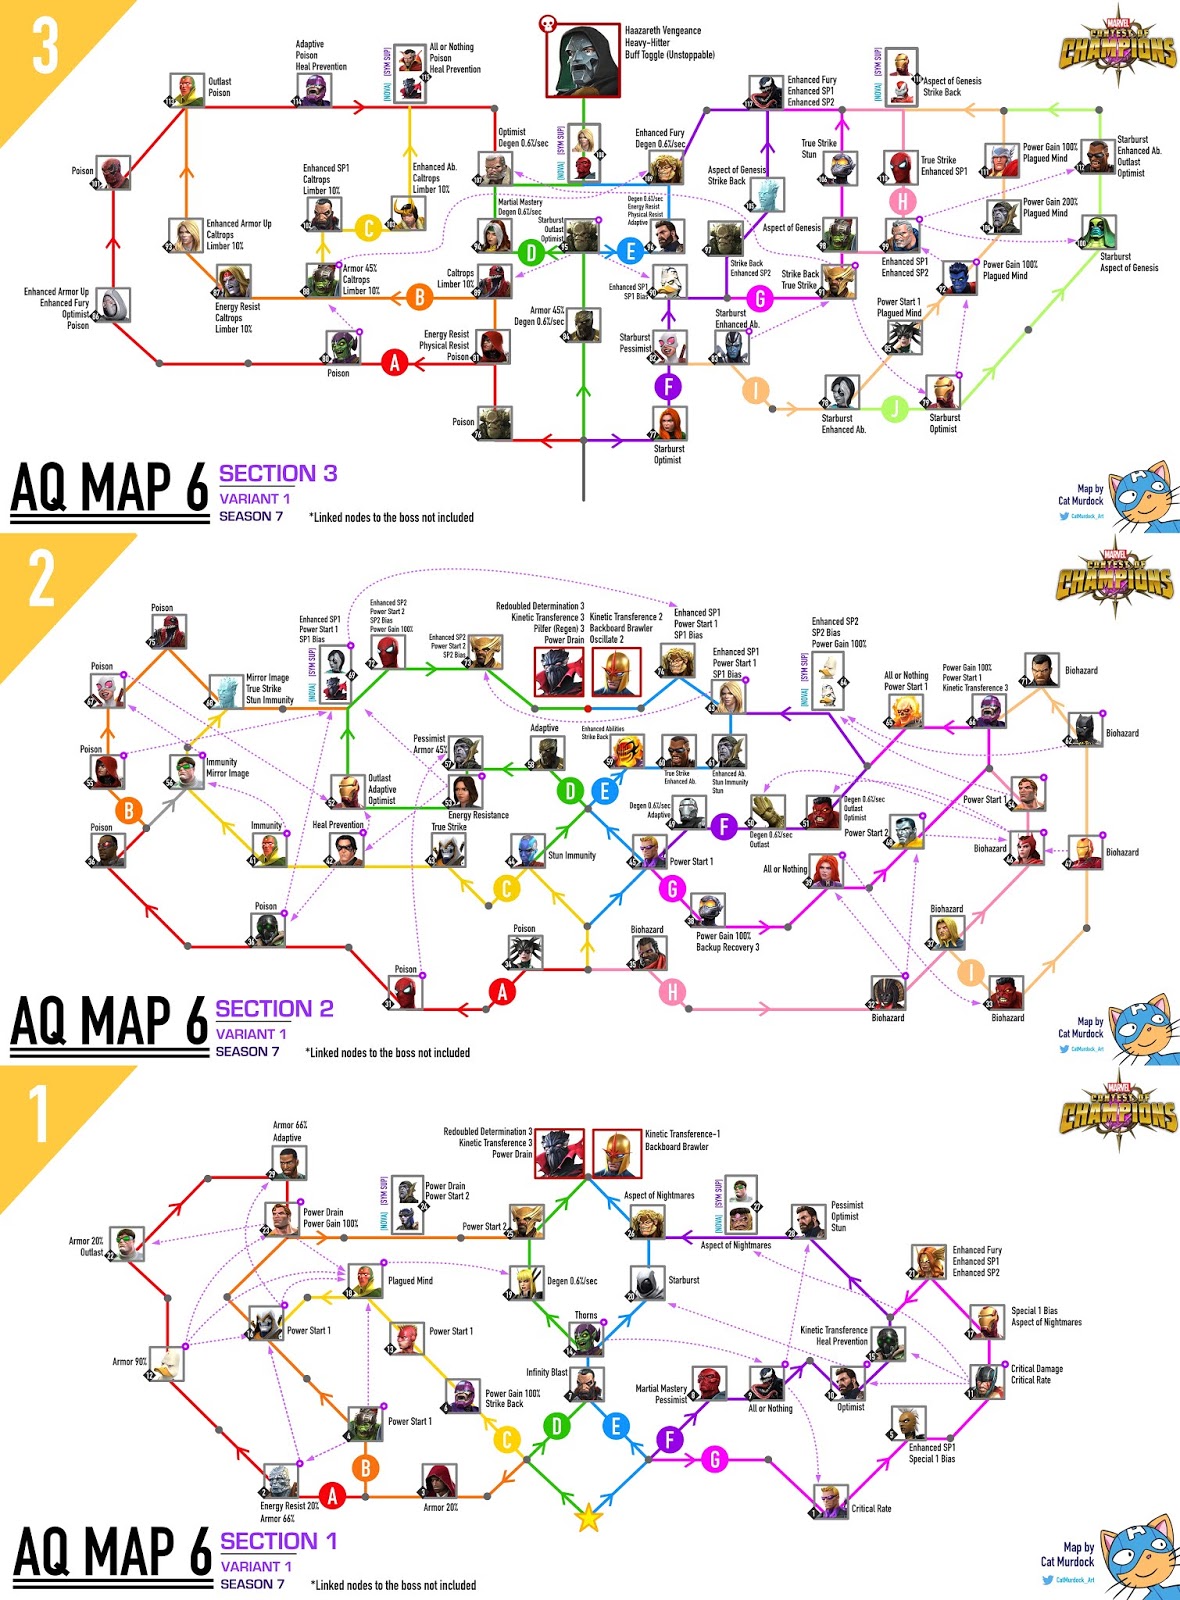 3
Haazareth Vengeance
Heavy-Hitter
Buff Toggle (Unstoppable)
MARVEL
CONTEST OF
CHAMPIONS
Outlast
Poison
Adaptive
Poison
Heal Prevention
[SYM SUP]
[NOVA]
All or Nothing
Poison
Heal Prevention
Optimist
Degen 0.6%/sec
[SYM SUP]
[NOVA]
Enhanced Fury
Degen 0.6%/sec
Enhanced Fury
Enhanced SP1
Enhanced SP2
[SYM SUP]
[NOVA]
Aspect of Genesis
Strike Back
True Strike
Stun
True Strike
Enhanced SP1
Power Gain 100%
Plagued Mind
Starburst
Enhanced Ab.
Outlast
Optimist
Poison
Enhanced SP1
Caltrops
Limber 10%
Enhanced Ab.
Caltrops
Limber 10%
Aspect of Genesis
Strike Back
Enhanced Armor Up
Caltrops
Limber 10%
C
Martial Mastery
Degen 0.6%/sec
Starburst
Outlast
Optimist
Degen 0.6%/sec
Energy Resist
Physical Resist
Adaptive
D
E
H
Strike Back
Enhanced SP2
Aspect of Genesis
Enhanced SP1
Enhanced SP2
Power Gain 200%
Plagued Mind
Starburst
Aspect of Genesis
Enhanced Armor Up
Enhanced Fury
Optimist
Poison
Energy Resist
Caltrops
Limber 10%
Armor 45%
Caltrops
Limber 10%
B
Caltrops
Limber 10%
Enhanced SP1
SP1 Bias
G
Strike Back
True Strike
Power Gain 100%
Plagued Mind
Poison
A
Energy Resist
Physical Resist
Poison
Armor 45%
Degen 0.6%/sec
Starburst
Pessimist
Starburst
Enhanced Ab.
Power Start 1
Plagued Mind
F
I
J
Poison
Starburst
Optimist
Starburst
Enhanced Ab.
Starburst
Optimist
AQ MAP 6
SECTION 3
VARIANT 1
SEASON 7
*Linked nodes to the boss not included
Map by
Cat Murdock
CatMurdock_Art
2
MARVEL
CONTEST OF
CHAMPIONS
Poison
Enhanced SP1
Power Start 1
SP1 Bias
[SYM SUP]
[NOVA]
Enhanced SP2
Power Start 2
SP2 Bias
Power Gain 100%
Enhanced SP2
Power Start 2
SP2 Bias
Redoubled Determination 3
Kinetic Transference 3
Pilfer (Regen) 3
Power Drain
Kinetic Transference 2
Backboard Brawler
Oscillate 2
Enhanced SP1
Power Start 1
SP1 Bias
Enhanced SP1
Power Start 1
SP1 Bias
Enhanced SP2
SP2 Bias
Power Gain 100%
[SYM SUP]
[NOVA]
All or Nothing
Power Start 1
Power Gain 100%
Power Start 1
Kinetic Transference 3
Biohazard
Poison
Mirror Image
True Strike
Stun Immunity
Poison
Immunity
Mirror Image
Pessimist
Armor 45%
Adaptive
Enhanced Abilities
Strike Back
True Strike
Enhanced Ab.
Enhanced Ab.
Stun Immunity
Stun
Biohazard
B
Outlast
Adaptive
Optimist
Energy Resistance
D
E
Degen 0.6%/sec
Adaptive
F
Degen 0.6%/sec
Outlast
Degen 0.6%/sec
Outlast
Optimist
Power Start 1
Power Start 2
Poison
Immunity
Heal Prevention
True Strike
Stun Immunity
Power Start 1
All or Nothing
Biohazard
Biohazard
C
G
Poison
Poison
Biohazard
Power Gain 100%
Backup Recovery 3
Biohazard
Poison
A
H
I
Biohazard
Biohazard
AQ MAP 6
SECTION 2
VARIANT 1
SEASON 7
*Linked nodes to the boss not included
Map by
Cat Murdock
CatMurdock_Art
1
MARVEL
CONTEST OF
CHAMPIONS
Armor 66%
Adaptive
Redoubled Determination 3
Kinetic Transference 3
Power Drain
Kinetic Transference-1
Backboard Brawler
[SYM SUP]
[NOVA]
Power Drain
Power Start 2
Aspect of Nightmares
[SYM SUP]
[NOVA]
Aspect of Nightmares
Pessimist
Optimist
Stun
Power Drain
Power Gain 100%
Power Start 2
Armor 20%
Outlast
Enhanced Fury
Enhanced SP1
Enhanced SP2
Plagued Mind
Degen 0.6%/sec
Starburst
Special 1 Bias
Aspect of Nightmares
Power Start 1
Power Start 1
Thorns
Kinetic Transference
Heal Prevention
Armor 90%
Infinity Blast
Critical Damage
Critical Rate
Power Gain 100%
Strike Back
Martial Mastery
Pessimist
All or Nothing
Optimist
Power Start 1
C
D
E
F
G
Enhanced SP1
Special 1 Bias
B
A
Energy Resist 20%
Armor 66%
Armor 20%
Critical Rate
AQ MAP 6
SECTION 1
VARIANT 1
SEASON 7
*Linked nodes to the boss not included
Map by
Cat Murdock
CatMurdock_Art